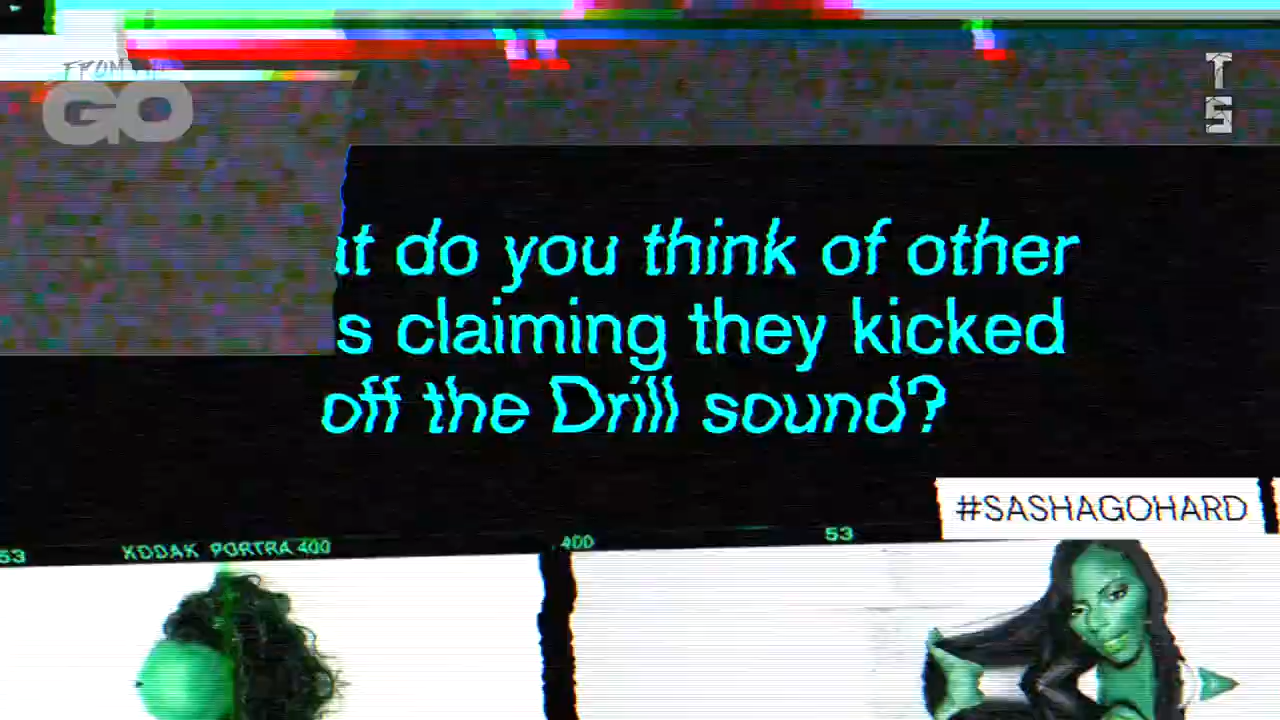 FROM THE
GO
T
S
at do you think of other
s claiming they kicked
off the Drill sound?
#SASHAGOHARD
53
KODAK PORTRA 400
400
53